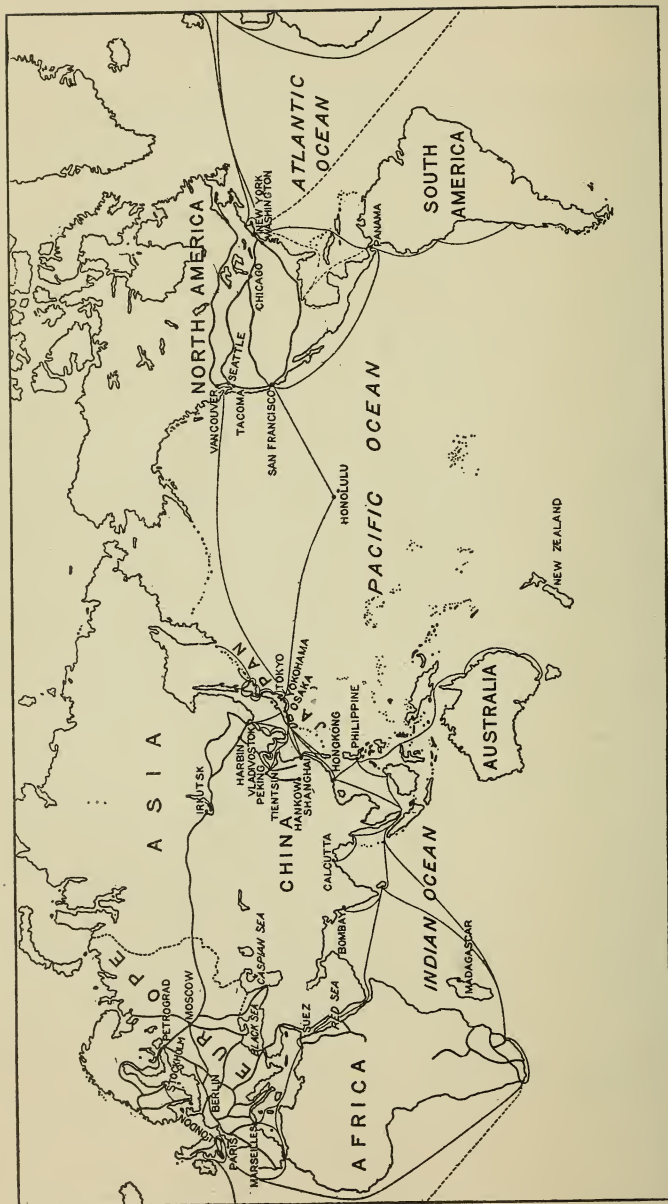 NORTH AMERICA
ATLANTIC
OCEAN
SOUTH
AMERICA
NEW YORK
WASHINGTON
CHICAGO
PANAMA
VANCOUVER
SEATTLE
TACOMA
SAN FRANCISCO
HONOLULU
PACIFIC OCEAN
NEW ZEALAND
ASIA
JAPAN
TOKYO
YOKOHAMA
OSAKA
IRKUTSK
HARBIN
VLADIVOSTOK
PEKING
TIENTSIN
HANKOW
SHANGHAI
HONGKONG
PHILIPPINE
CHINA
AUSTRALIA
CALCUTTA
BOMBAY
INDIAN OCEAN
MADAGASCAR
EUROPE
PETROGRAD
MOSCOW
STOCKHOLM
BERLIN
LONDON
PARIS
MARSEILLES
CASPIAN SEA
BLACK SEA
SUEZ
RED SEA
AFRICA